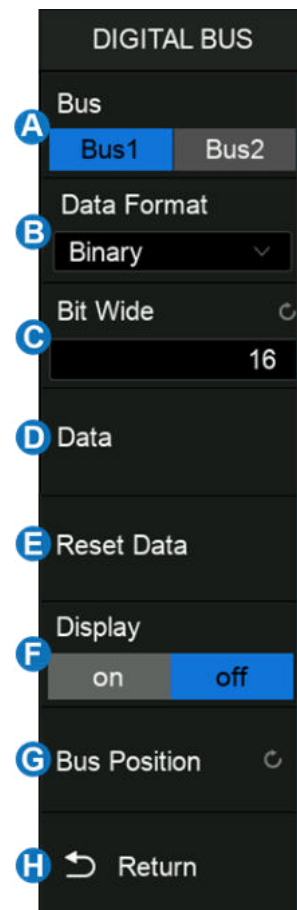 DIGITAL BUS
A
Bus
Bus1 Bus2
B
Data Format
Binary
C
Bit Wide
16
D Data
E Reset Data
F
Display
on off
G Bus Position
H Return